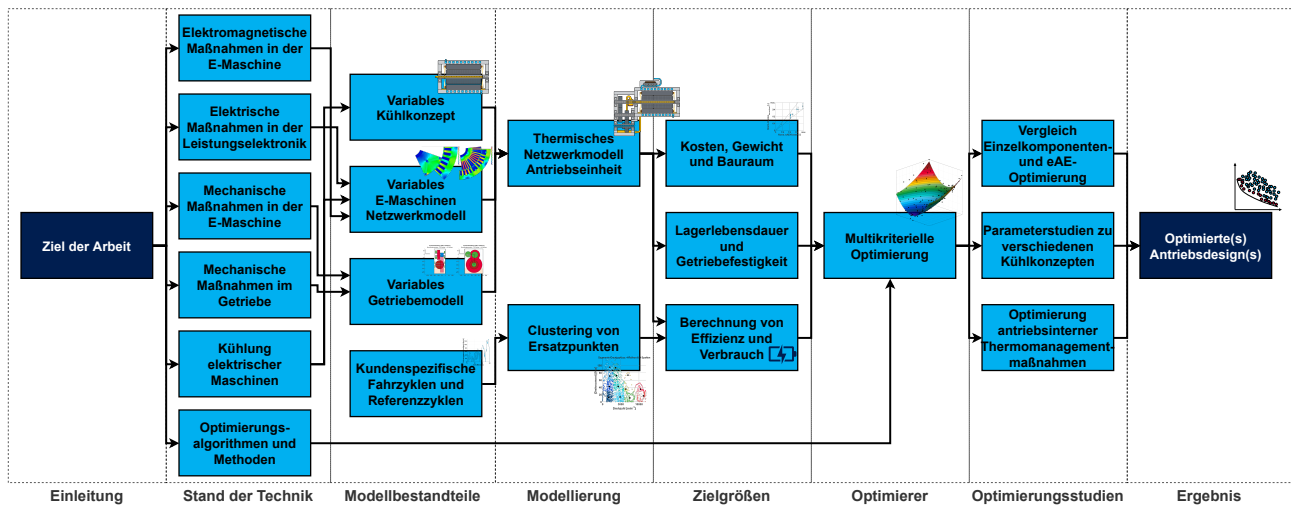 Ziel der Arbeit
Elektromagnetische
Maßnahmen in der
E-Maschine
Elektrische
Maßnahmen in der
Leistungselektronik
Mechanische
Maßnahmen in der
E-Maschine
Mechanische
Maßnahmen im
Getriebe
Kühlung
elektrischer
Maschinen
Optimierungs-
algorithmen und
Methoden
Variables
Kühlkonzept
Variables
E-Maschinen
Netzwerkmodell
Variables
Getriebemodell
Kundenspezifische
Fahrzyklen und
Referenzzyklen
Thermisches
Netzwerkmodell
Antriebseinheit
Clustering von
Ersatzpunkten
Kosten, Gewicht
und Bauraum
Lagerlebensdauer
und
Getriebefestigkeit
Berechnung von
Effizienz und
Verbrauch
Multikriterielle
Optimierung
Vergleich
Einzelkomponenten-
und eAE-
Optimierung
Parameterstudien zu
verschiedenen
Kühlkonzepten
Optimierung
antriebsinterner
Thermomanagement-
maßnahmen
Optimierte(s)
Antriebsdesign(s)
Einleitung
Stand der Technik
Modellbestandteile
Modellierung
Zielgrößen
Optimierer
Optimierungsstudien
Ergebnis